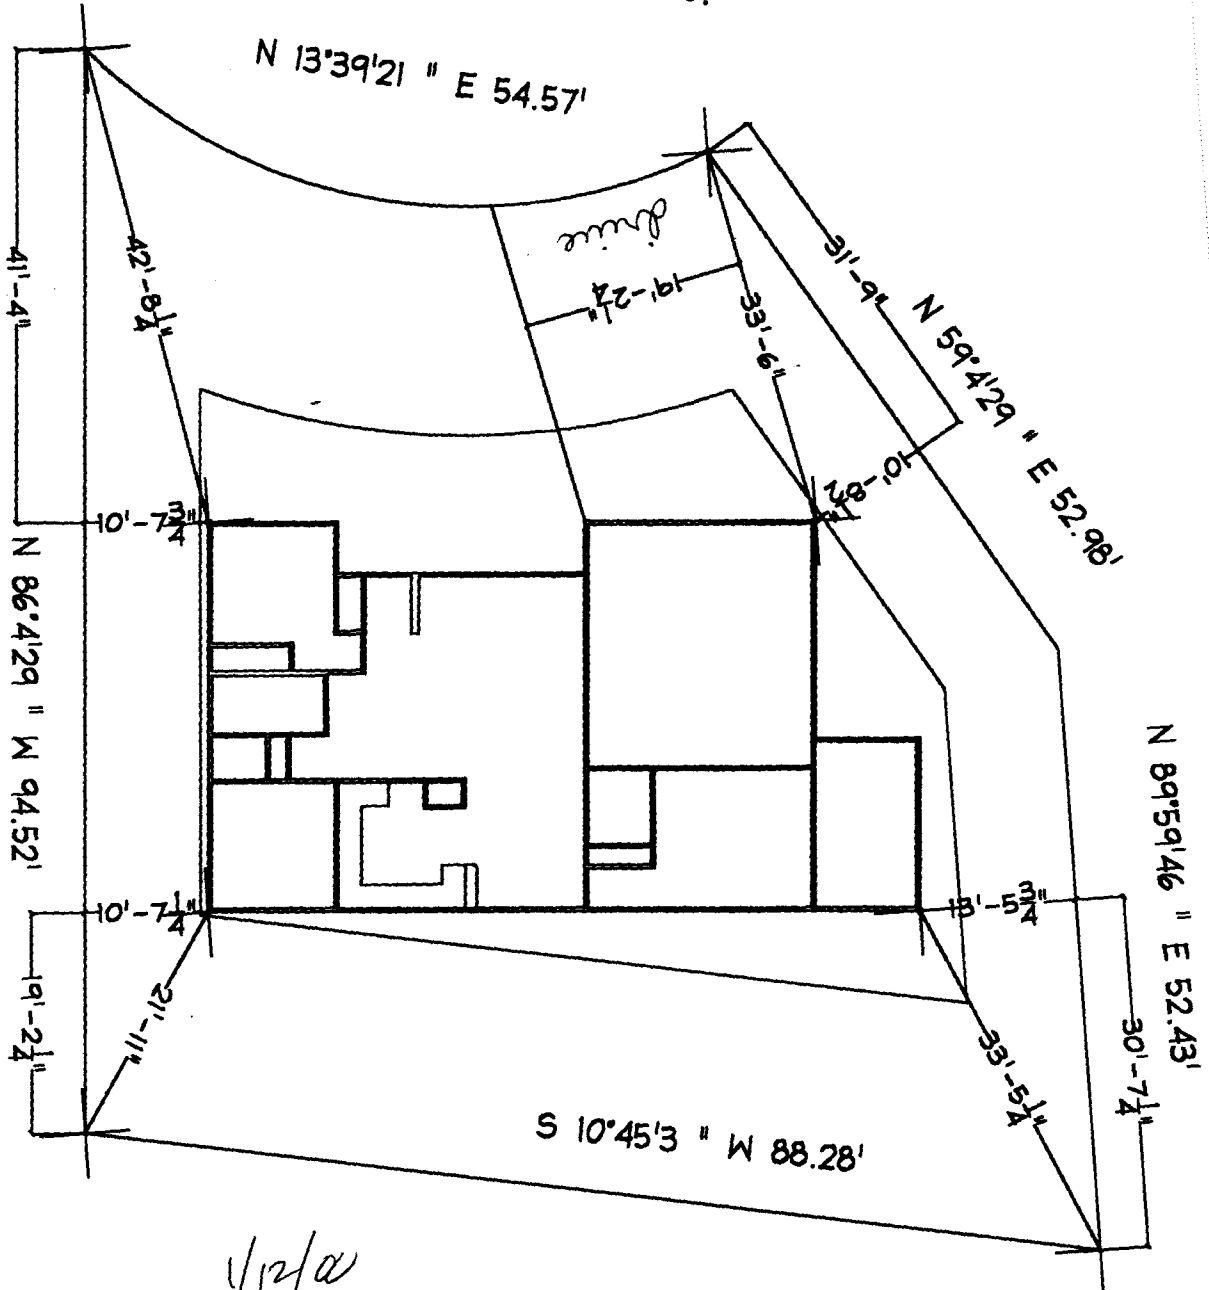 N 13°39'21 " E 54.57'
drive
19'-2 1/4"
42'-8 1/4"
41'-4"
31'-9"
33'-6"
N 59°4'29 " E 52.98'
10'-8 1/2"
10'-7 3/4"
N 86°4'29 " W 94.52'
N 89°59'46 " E 52.43'
10'-7 1/4"
13'-5 3/4"
19'-2 1/4"
21'-11"
33'-5 1/4"
30'-7 1/4"
S 10°45'3 " W 88.28'
1/12/00